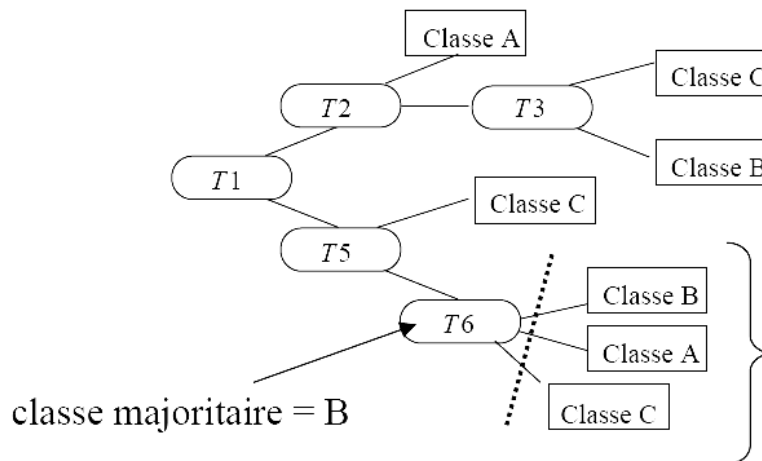 Classe A
Classe C
T2
T3
Classe B
T1
Classe C
T5
Classe B
T6
Classe A
Classe C
classe majoritaire = B